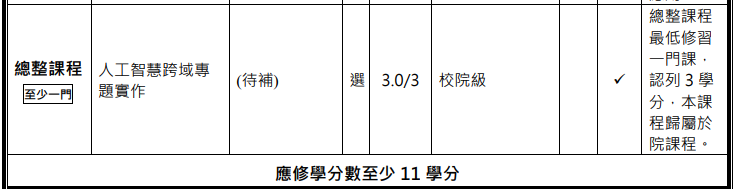 總整課程
至少一門
人工智慧跨域專
題實作
(待補)
選
3.0/3
校院級
✓
總整課程
最低修習
一門課，
認列 3 學
分，本課
程歸屬於
院課程。
應修學分數至少 11 學分